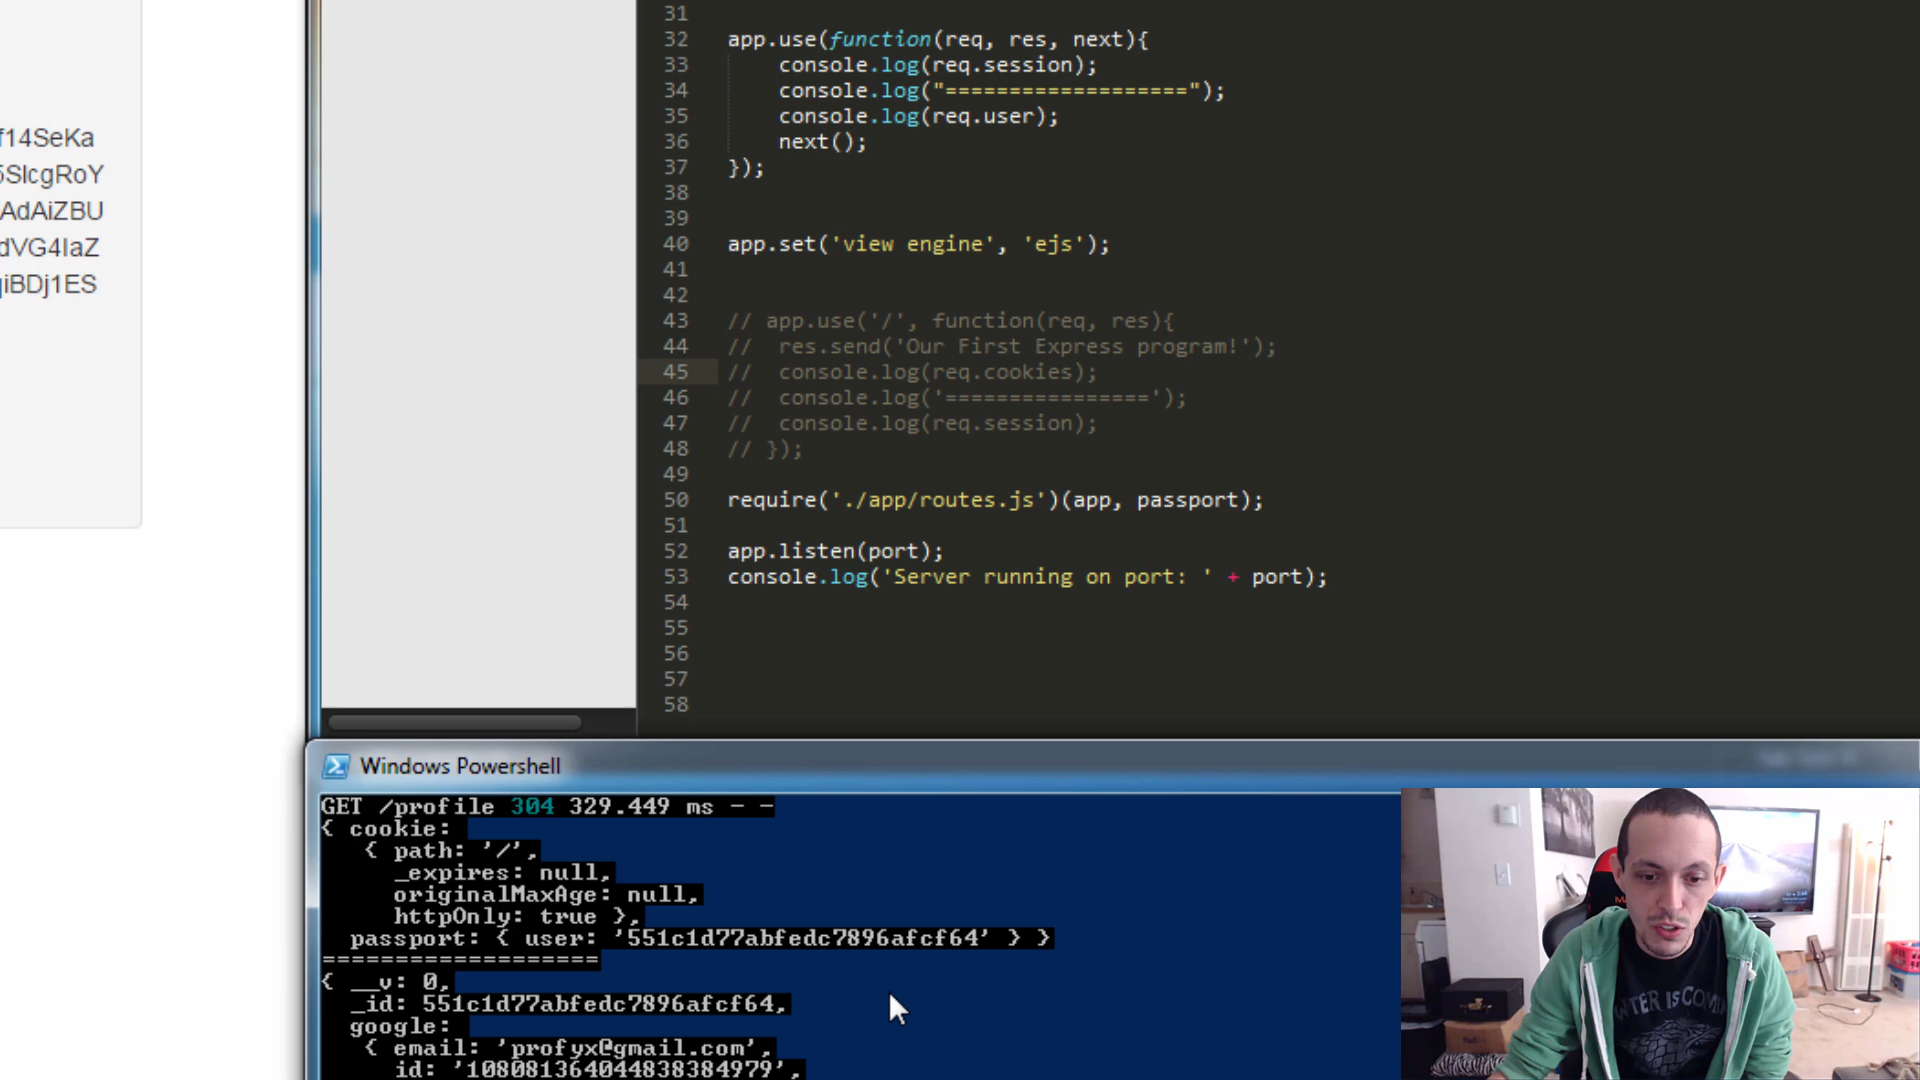 f14SeKa
SlcgRoY
AdAiZBU
dVG4IaZ
iBDj1ES
31
32 app.use(function(req, res, next){
33 console.log(req.session);
34 console.log("===================");
35 console.log(req.user);
36 next();
37 });
38
39
40 app.set('view engine', 'ejs');
41
42
43 // app.use('/', function(req, res){
44 // res.send('Our First Express program!');
45 // console.log(req.cookies);
46 // console.log('================');
47 // console.log(req.session);
48 // });
49
50 require('./app/routes.js')(app, passport);
51
52 app.listen(port);
53 console.log('Server running on port: ' + port);
54
55
56
57
58
Windows Powershell
GET /profile 304 329.449 ms - -
{ cookie:
{ path: '/',
_expires: null,
originalMaxAge: null,
httpOnly: true },
passport: { user: '551c1d77abfedc7896afcf64' } }
===================
{ __v: 0,
_id: 551c1d77abfedc7896afcf64,
google:
{ email: 'profyx@gmail.com',
id: '108081364044838384979',